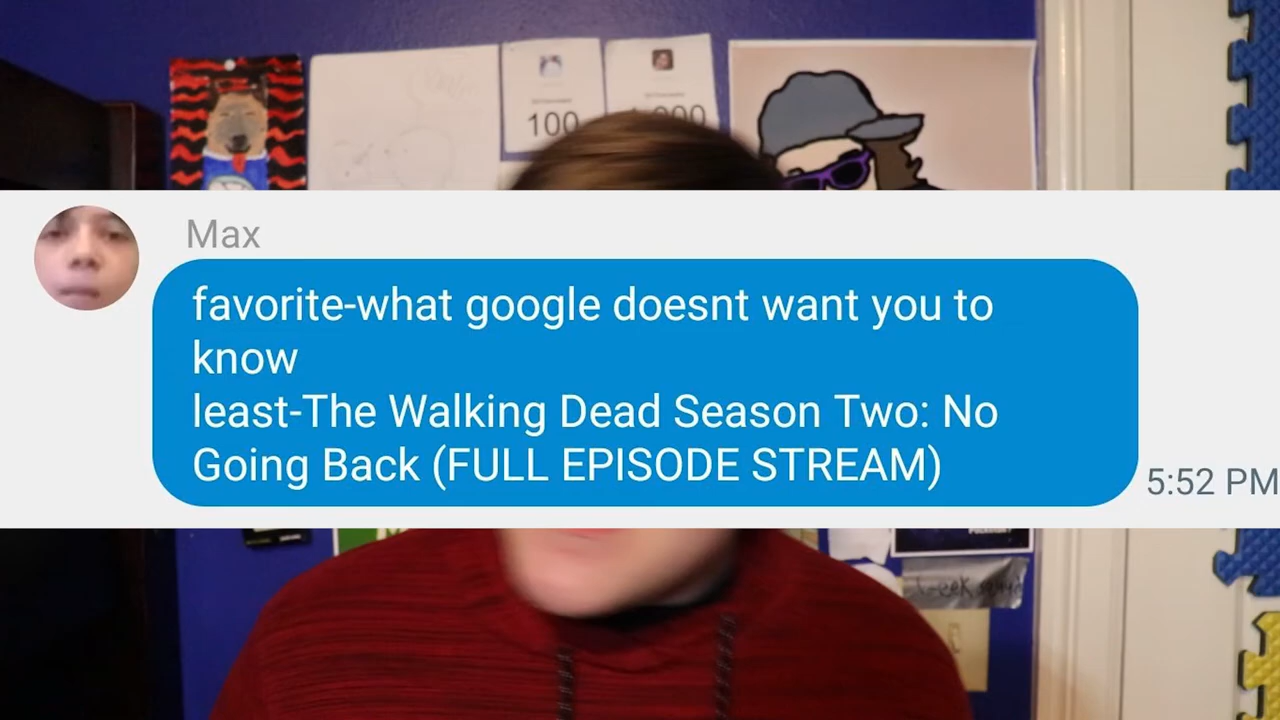 100
000
Max
favorite-what google doesnt want you to
know
least-The Walking Dead Season Two: No
Going Back (FULL EPISODE STREAM)
5:52 PM